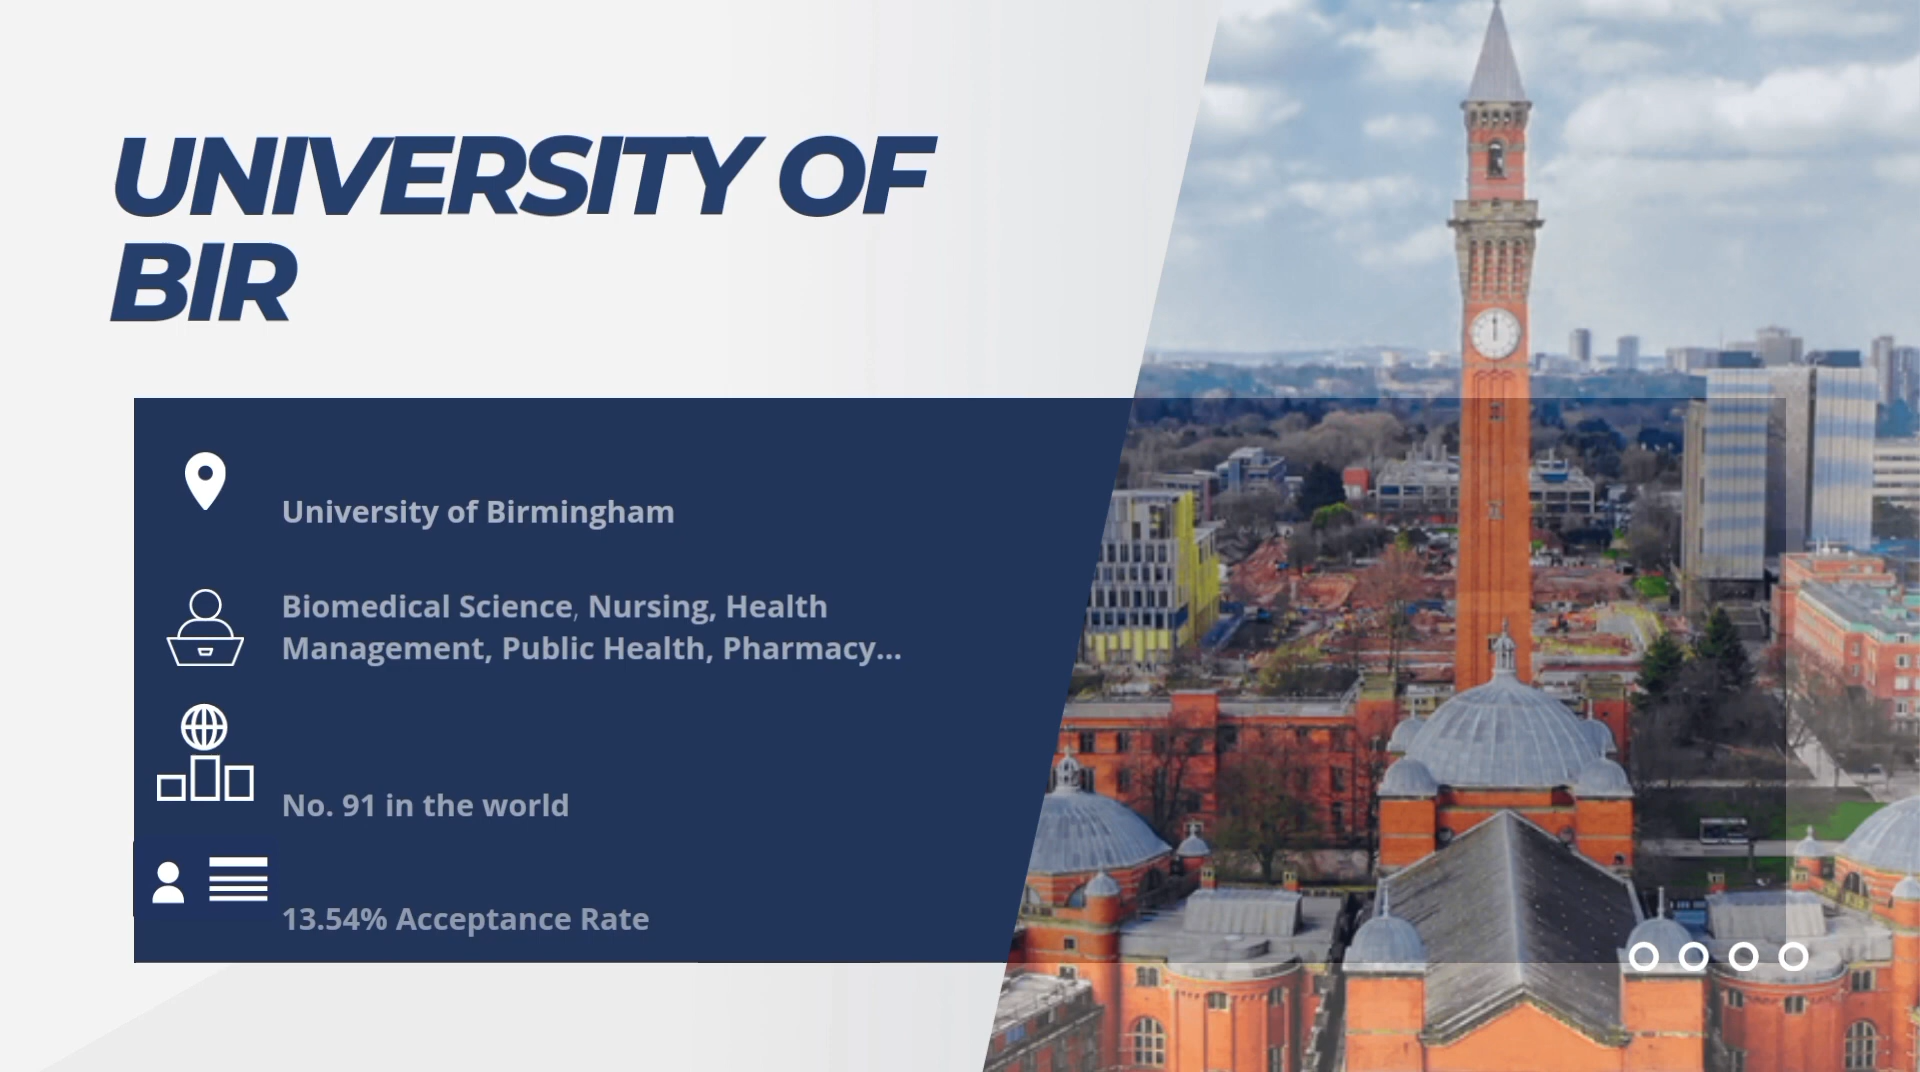 UNIVERSITY OF
BIR
University of Birmingham
Biomedical Science, Nursing, Health
Management, Public Health, Pharmacy...
No. 91 in the world
13.54% Acceptance Rate